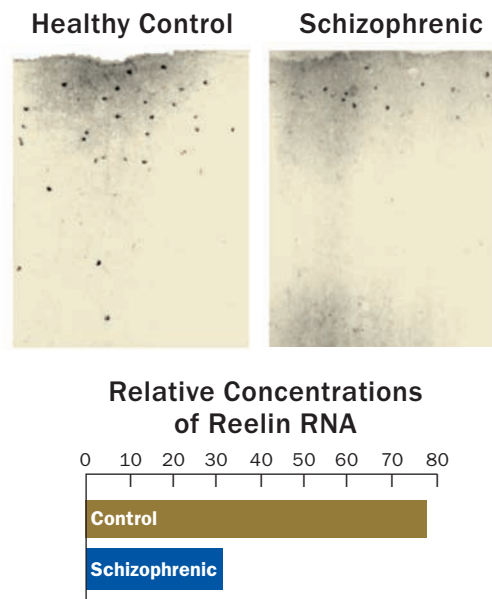 Healthy Control
Schizophrenic
Relative Concentrations
of Reelin RNA
0 10 20 30 40 50 60 70 80
Control
Schizophrenic